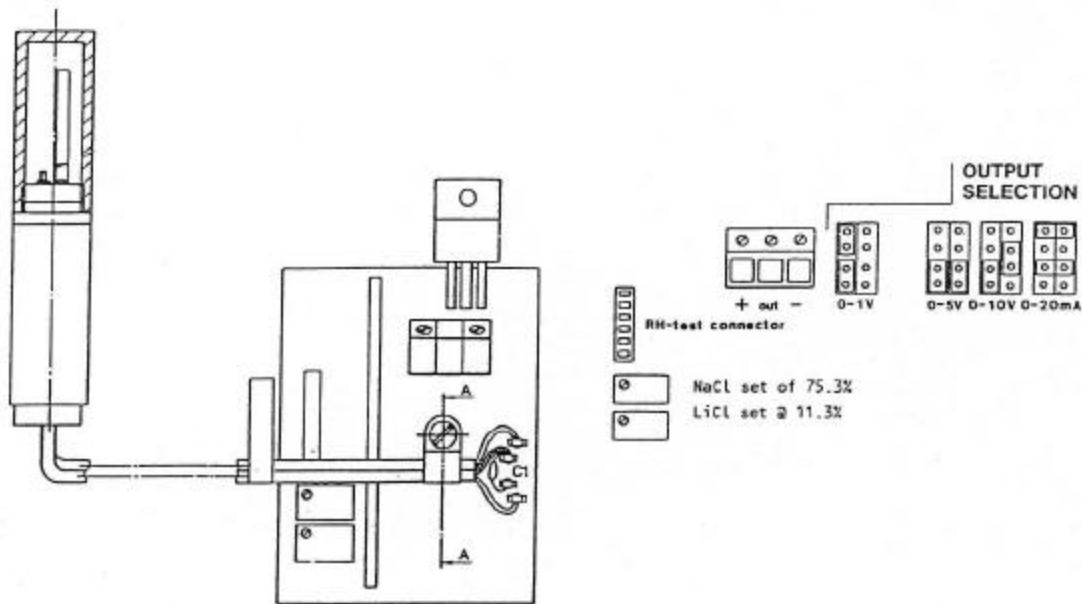 OUTPUT
SELECTION
+ out -
0-1V
0-5V 0-10V 0-20mA
RH-test connector
NaCl set of 75.3%
LiCl set @ 11.3%
A
C1
A